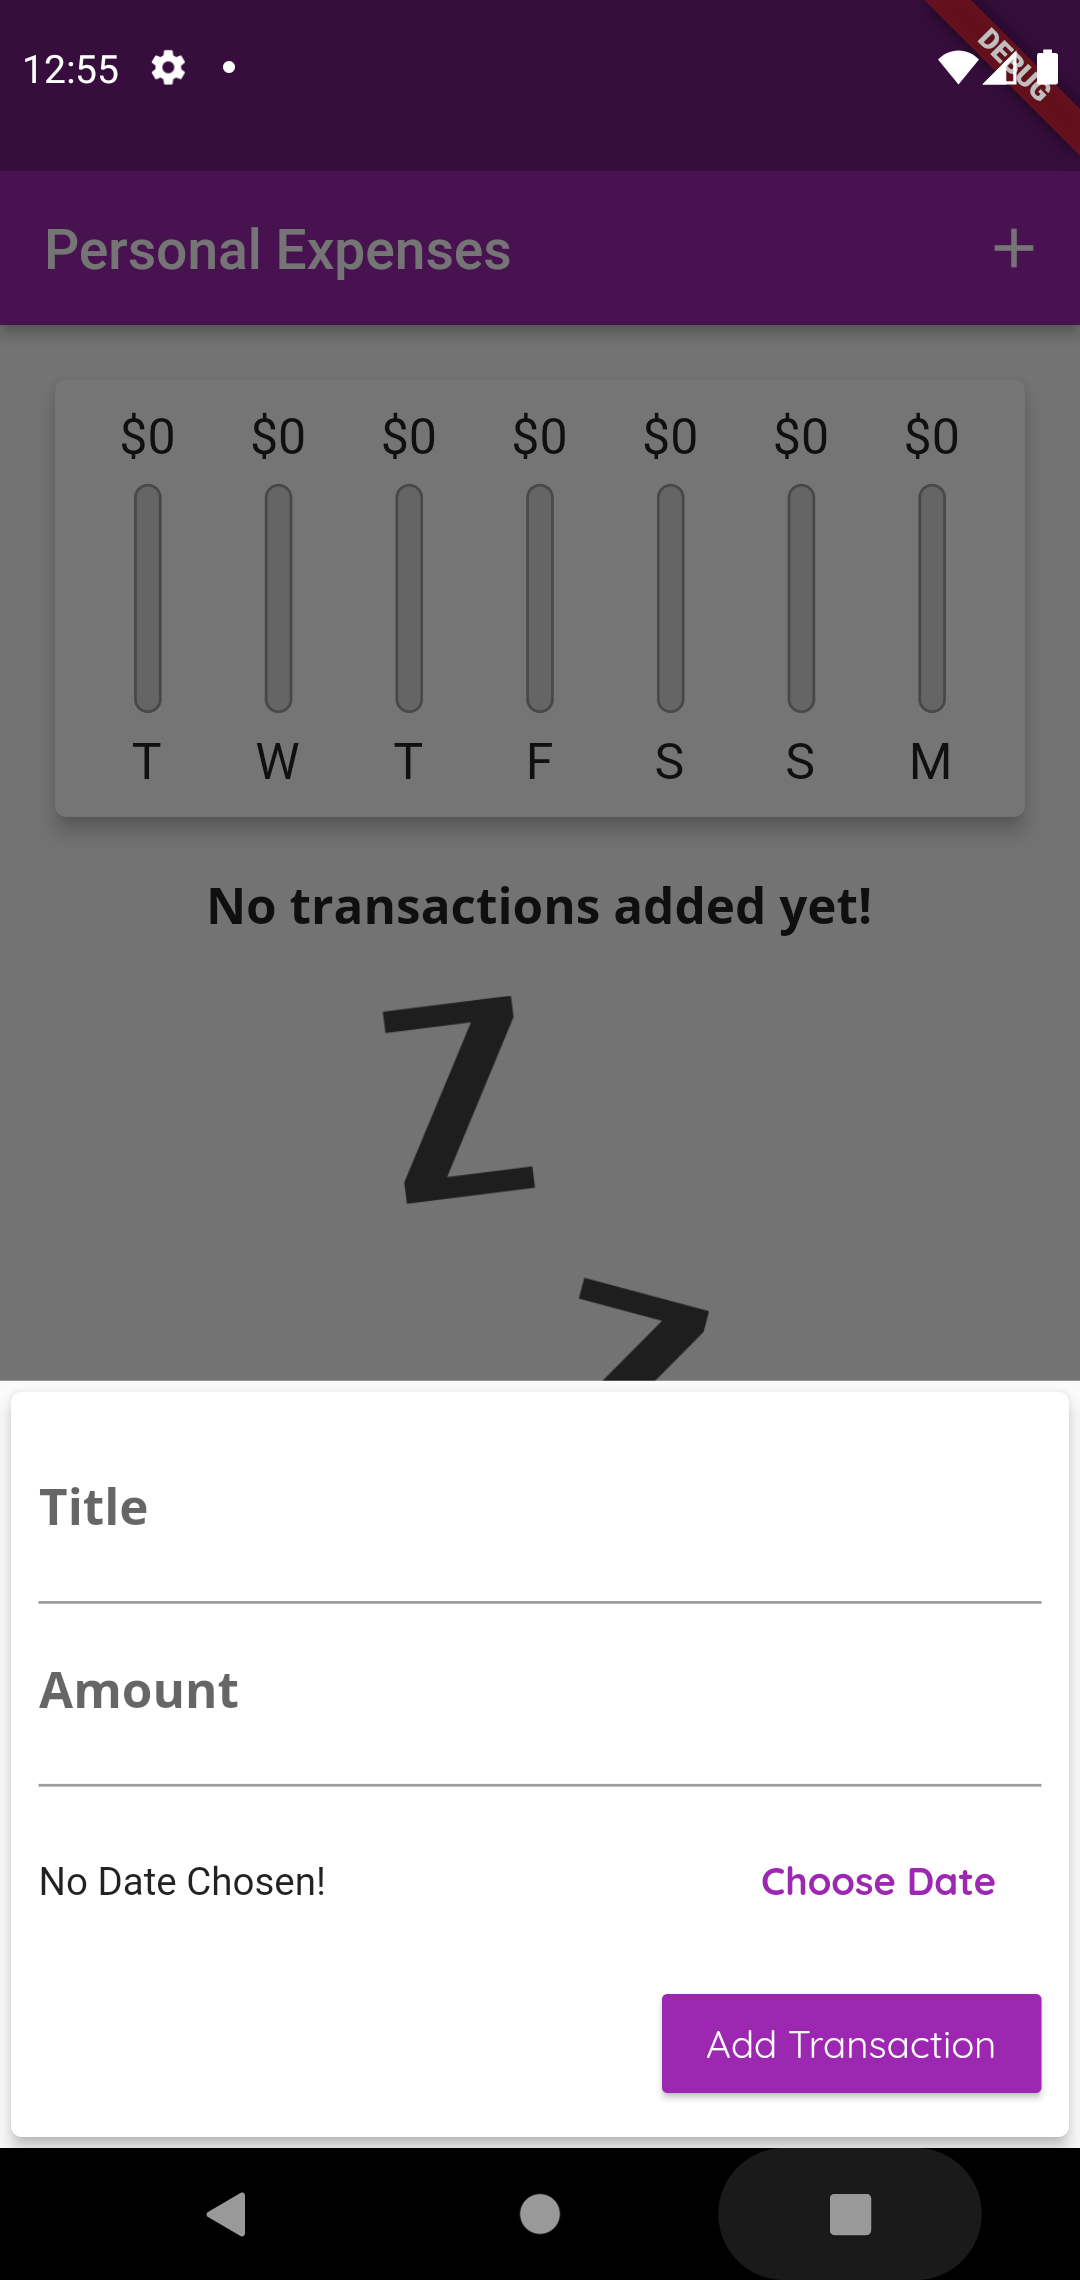 12:55
DEBUG
Personal Expenses
$0 $0 $0 $0 $0 $0 $0
T W T F S S M
No transactions added yet!
Z
Z
Title
Amount
No Date Chosen! Choose Date
Add Transaction